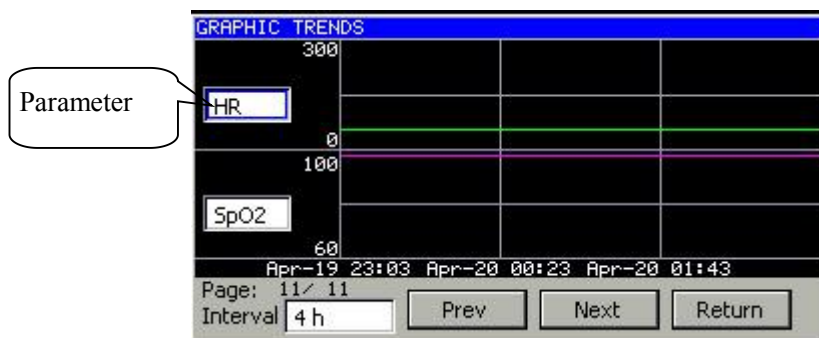 GRAPHIC TRENDS
300
Parameter
HR
0
100
SpO2
60
Apr-19 23:03 Apr-20 00:23 Apr-20 01:43
Page: 11/ 11
Interval 4 h Prev Next Return